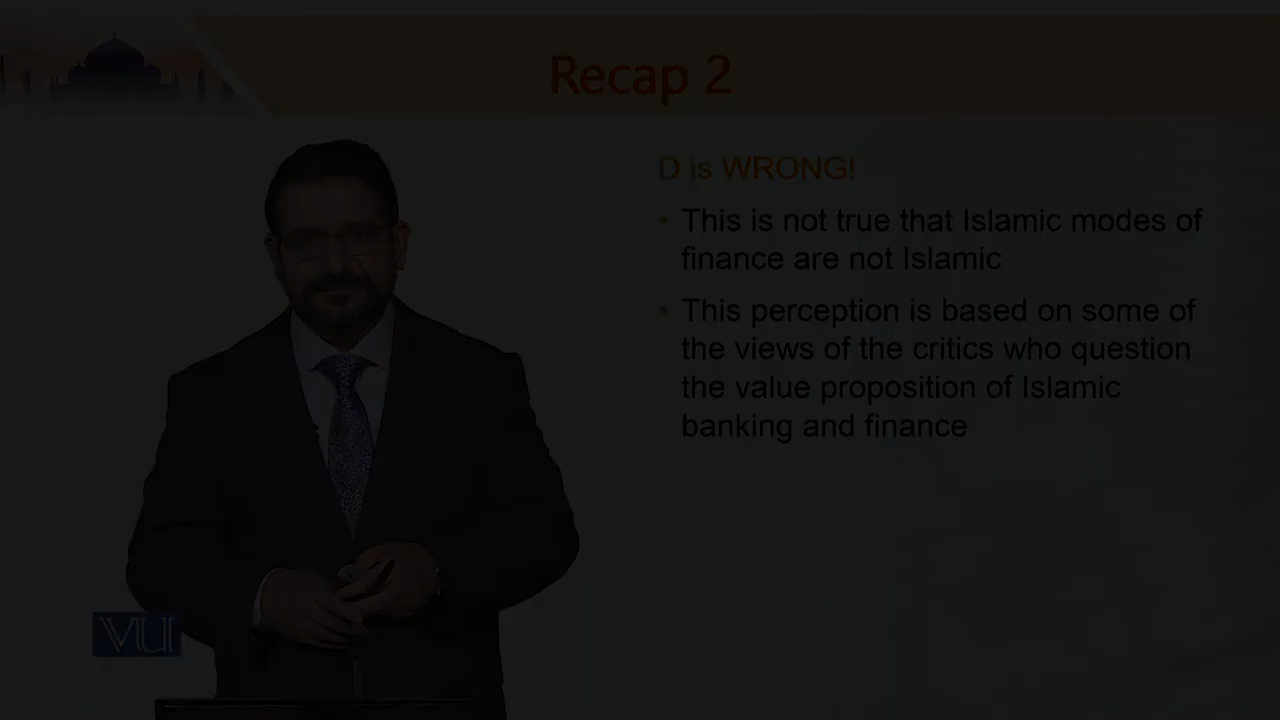 Recap 2
D is WRONG!
• This is not true that Islamic modes of
finance are not Islamic
• This perception is based on some of
the views of the critics who question
the value proposition of Islamic
banking and finance
VU